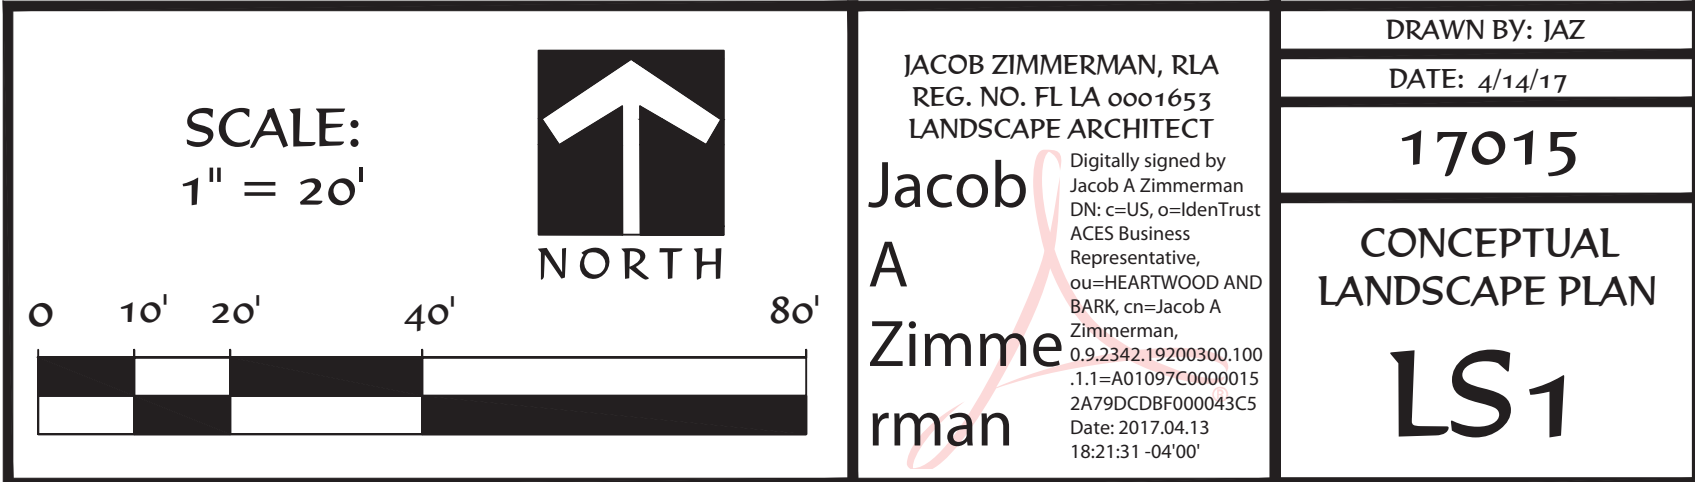 SCALE:
1" = 20'
NORTH
0 10' 20' 40' 80'
JACOB ZIMMERMAN, RLA
REG. NO. FL LA 0001653
LANDSCAPE ARCHITECT
Jacob
A
Zimme
rman
Digitally signed by
Jacob A Zimmerman
DN: c=US, o=IdenTrust
ACES Business
Representative,
ou=HEARTWOOD AND
BARK, cn=Jacob A
Zimmerman,
0.9.2342.19200300.100
.1.1=A01097C0000015
2A79DCDBF000043C5
Date: 2017.04.13
18:21:31 -04'00'
®
DRAWN BY: JAZ
DATE: 4/14/17
17015
CONCEPTUAL
LANDSCAPE PLAN
LS1